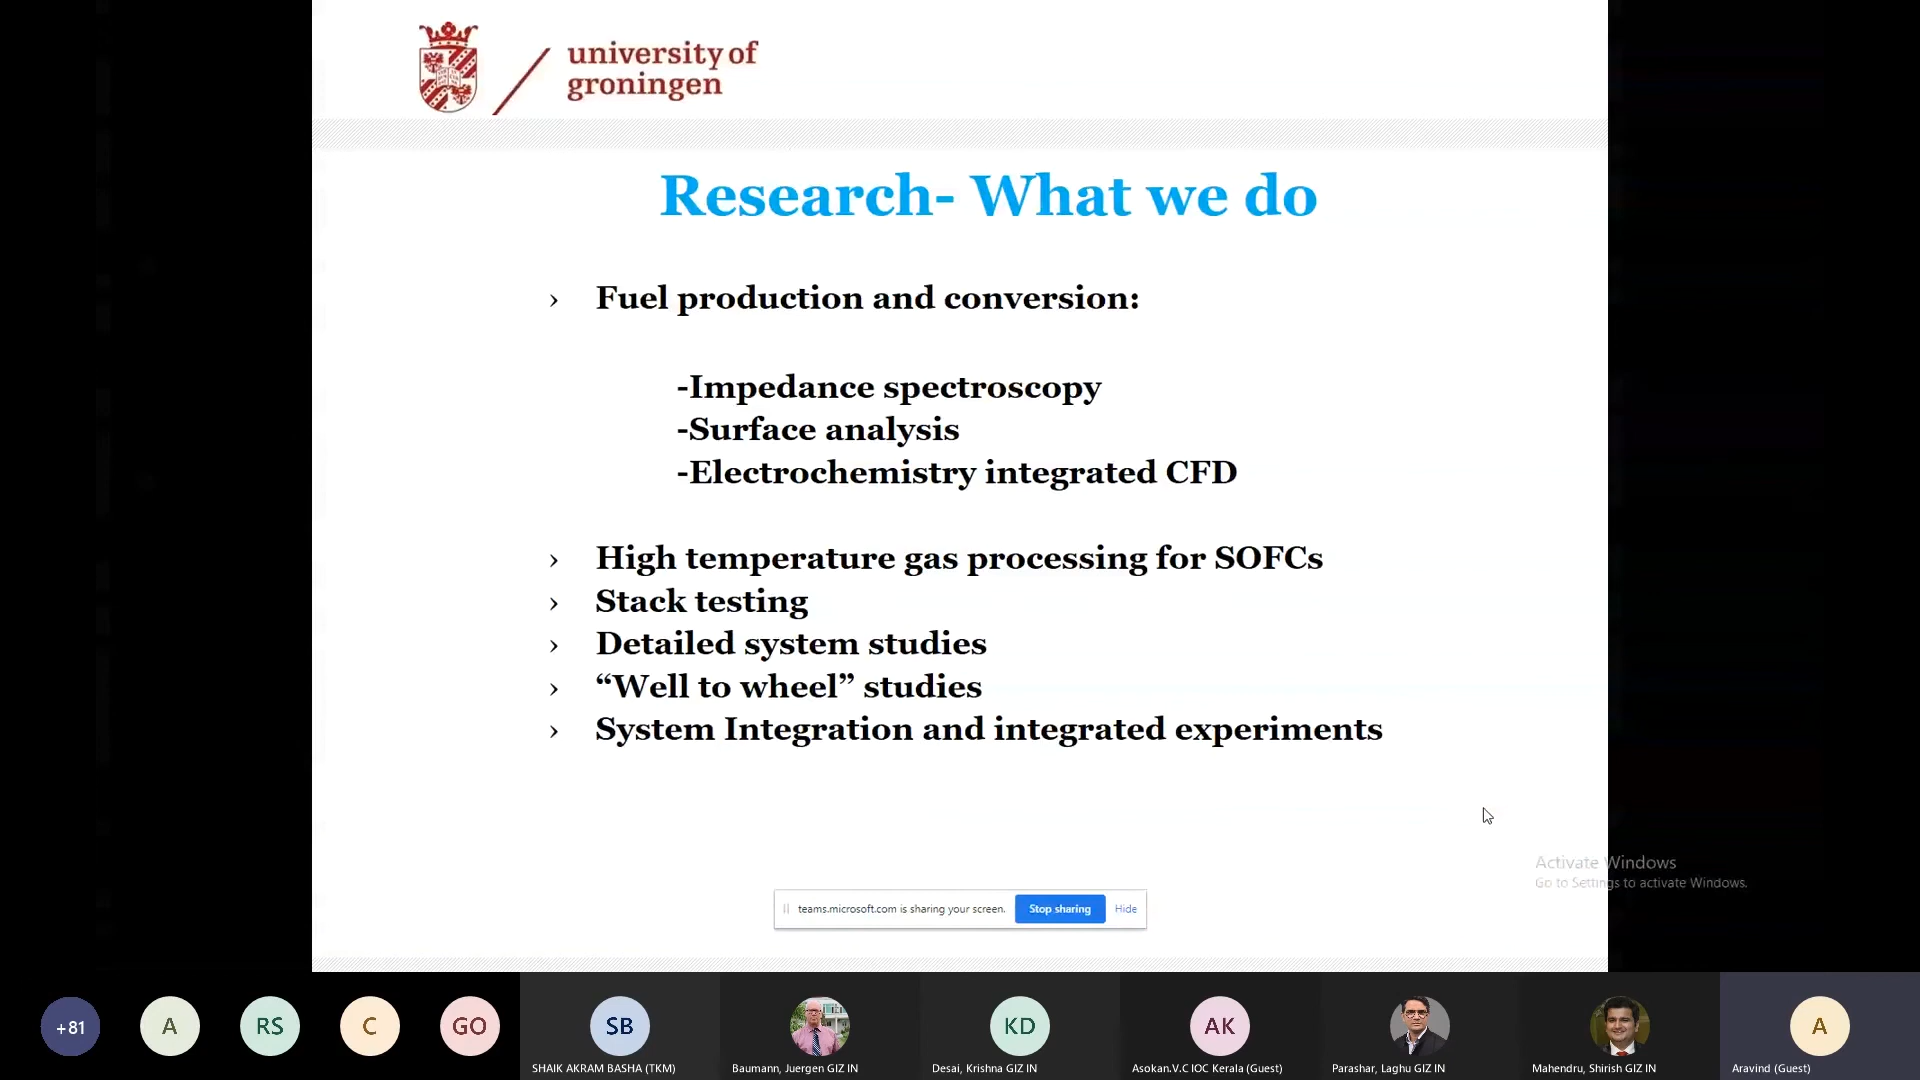 university of
groningen
Research- What we do
› Fuel production and conversion:
-Impedance spectroscopy
-Surface analysis
-Electrochemistry integrated CFD
› High temperature gas processing for SOFCs
› Stack testing
› Detailed system studies
› “Well to wheel” studies
› System Integration and integrated experiments
Activate Windows
Go to Settings to activate Windows.
teams.microsoft.com is sharing your screen. Stop sharing Hide
+81 A RS C GO SB KD AK A
SHAIK AKRAM BASHA (TKM) Baumann, Juergen GIZ IN Desai, Krishna GIZ IN Asokan.V.C IOC Kerala (Guest) Parashar, Laghu GIZ IN Mahendru, Shirish GIZ IN Aravind (Guest)